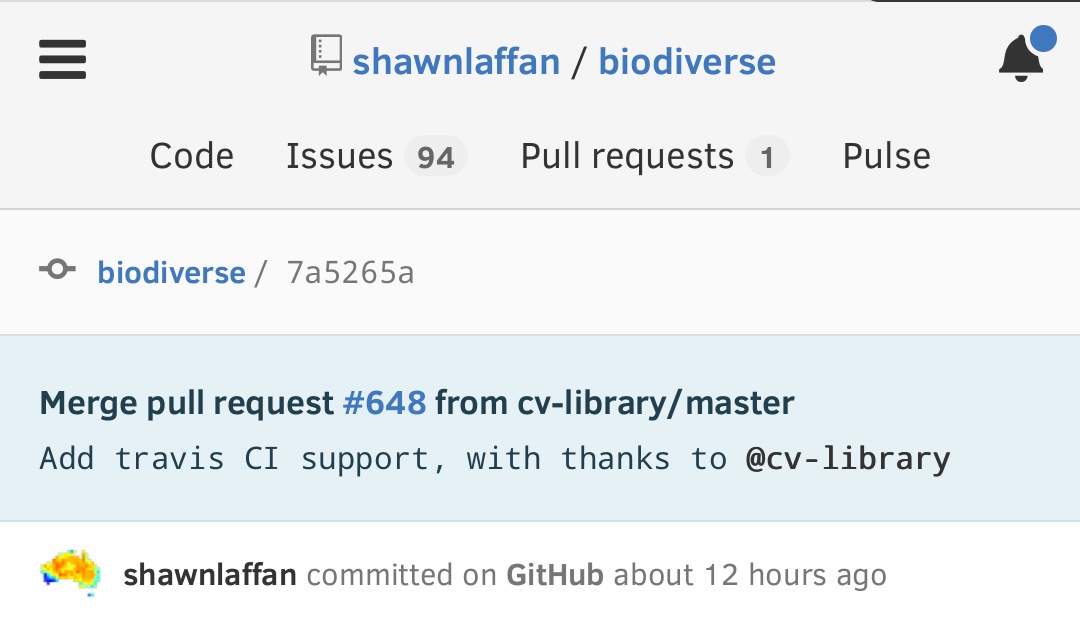 shawnlaffan / biodiverse
Code Issues 94 Pull requests 1 Pulse
biodiverse / 7a5265a
Merge pull request #648 from cv-library/master
Add travis CI support, with thanks to @cv-library
shawnlaffan committed on GitHub about 12 hours ago